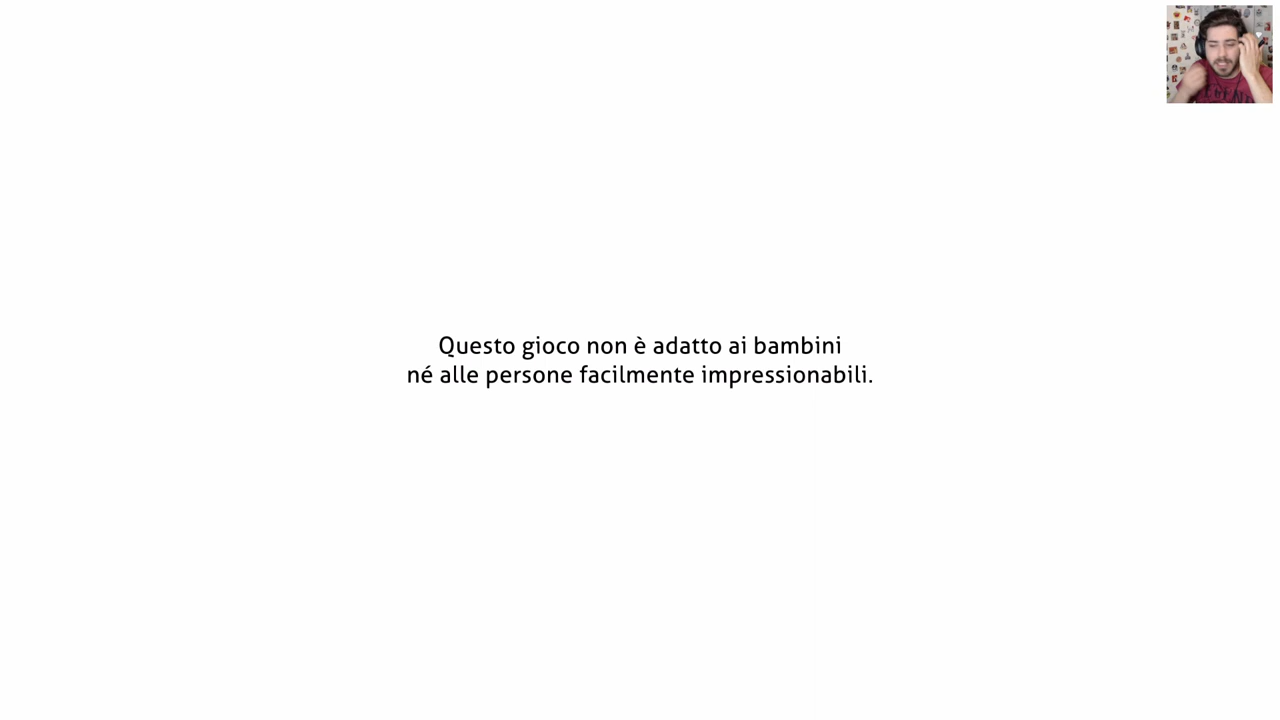 Questo gioco non è adatto ai bambini
né alle persone facilmente impressionabili.